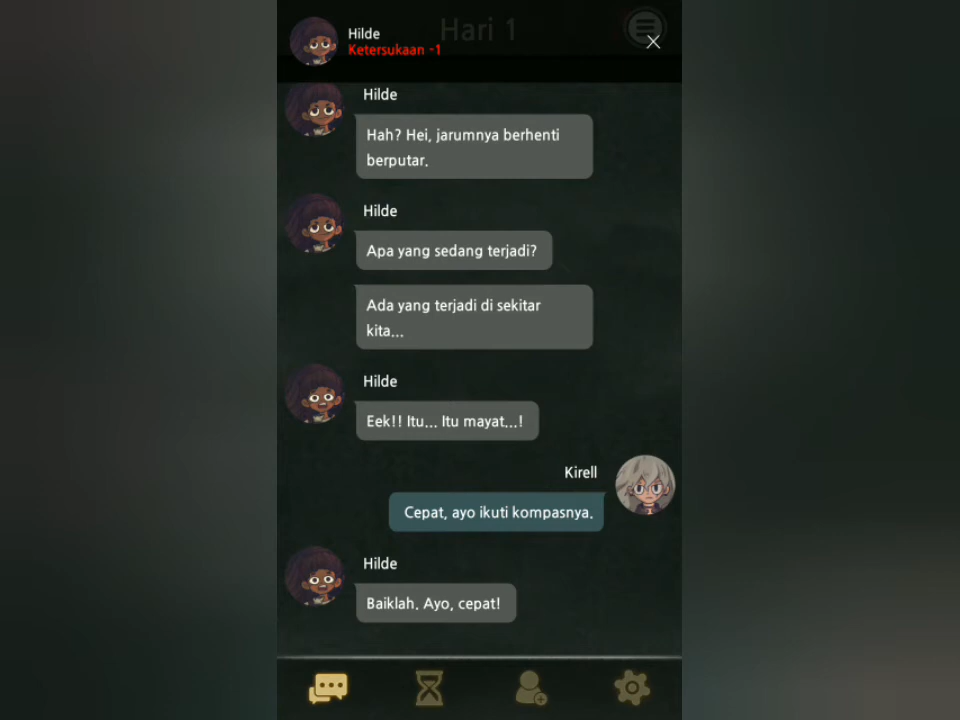 Hari 1
Hilde
Ketersukaan -1
Hilde
Hah? Hei, jarumnya berhenti
berputar.
Hilde
Apa yang sedang terjadi?
Ada yang terjadi di sekitar
kita...
Hilde
Eek!! Itu... Itu mayat...!
Kirell
Cepat, ayo ikuti kompasnya.
Hilde
Baiklah. Ayo, cepat!